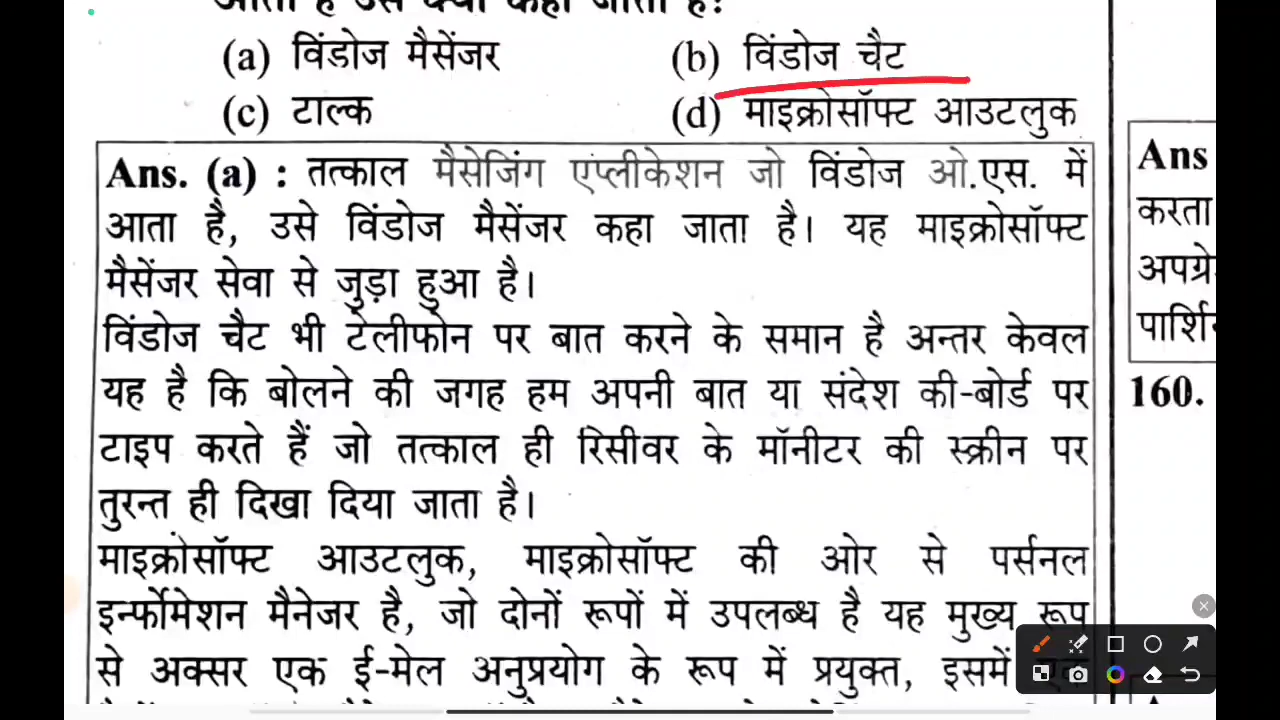 (a) विंडोज मैसेंजर (b) विंडोज चैट
(c) टाल्क (d) माइक्रोसॉफ्ट आउटलुक
Ans. (a) : तत्काल मैसेजिंग एप्लीकेशन जो विंडोज ओ.एस. में
आता है, उसे विंडोज मैसेंजर कहा जाता है। यह माइक्रोसॉफ्ट
मैसेंजर सेवा से जुड़ा हुआ है।
विंडोज चैट भी टेलीफोन पर बात करने के समान है अन्तर केवल
यह है कि बोलने की जगह हम अपनी बात या संदेश की-बोर्ड पर
टाइप करते हैं जो तत्काल ही रिसीवर के मॉनीटर की स्क्रीन पर
तुरन्त ही दिखा दिया जाता है।
माइक्रोसॉफ्ट आउटलुक, माइक्रोसॉफ्ट की ओर से पर्सनल
इन्फोर्मेशन मैनेजर है, जो दोनों रूपों में उपलब्ध है यह मुख्य रूप
से अक्सर एक ई-मेल अनुप्रयोग के रूप में प्रयुक्त, इसमें
Ans
करता
अपग्रे
160.